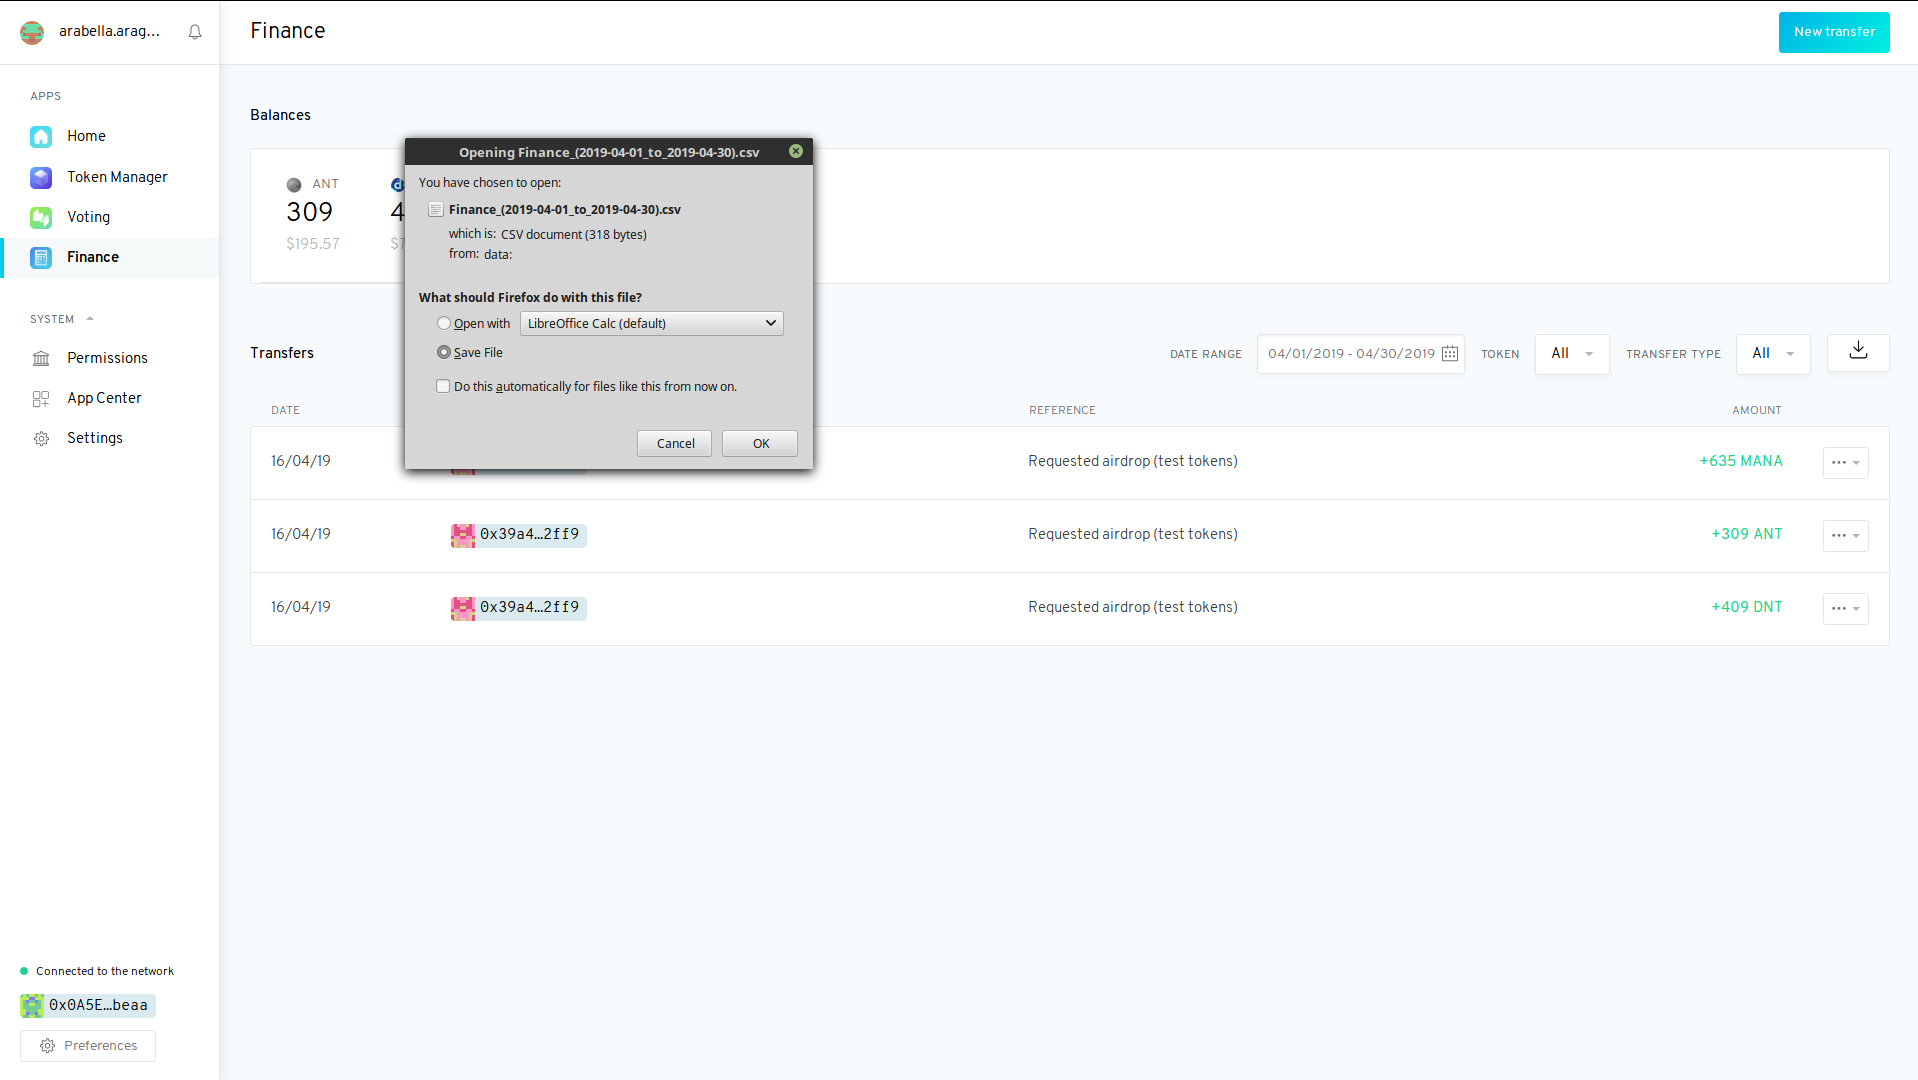 arabella.arag...
Finance
New transfer
APPS
Home
Token Manager
Voting
Finance
SYSTEM
Permissions
App Center
Settings
Connected to the network
0x0A5E…beaa
Preferences
Balances
ANT
309
$195.57
4
$7
Opening Finance_(2019-04-01_to_2019-04-30).csv
You have chosen to open:
Finance_(2019-04-01_to_2019-04-30).csv
which is: CSV document (318 bytes)
from: data:
What should Firefox do with this file?
Open with LibreOffice Calc (default)
Save File
Do this automatically for files like this from now on.
Cancel OK
Transfers
DATE RANGE 04/01/2019 - 04/30/2019 TOKEN All TRANSFER TYPE All
DATE REFERENCE AMOUNT
16/04/19 Requested airdrop (test tokens) +635 MANA
16/04/19 0x39a4…2ff9 Requested airdrop (test tokens) +309 ANT
16/04/19 0x39a4…2ff9 Requested airdrop (test tokens) +409 DNT